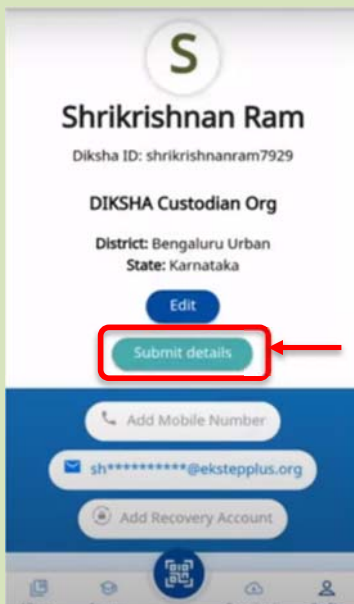 S
Shrikrishnan Ram
Diksha ID: shrikrishnanram7929
DIKSHA Custodian Org
District: Bengaluru Urban
State: Karnataka
Edit
Submit details
Add Mobile Number
sh**********@ekstepplus.org
Add Recovery Account